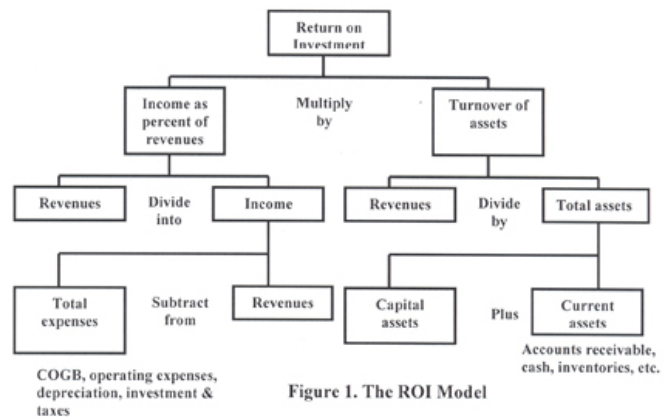 Return on
Investment
Income as
percent of
revenues
Multiply
by
Turnover of
assets
Revenues
Divide
into
Income
Revenues
Divide
by
Total assets
Total
expenses
Subtract
from
Revenues
Capital
assets
Plus
Current
assets
COGB, operating expenses,
depreciation, investment &
taxes
Accounts receivable,
cash, inventories, etc.
Figure 1. The ROI Model